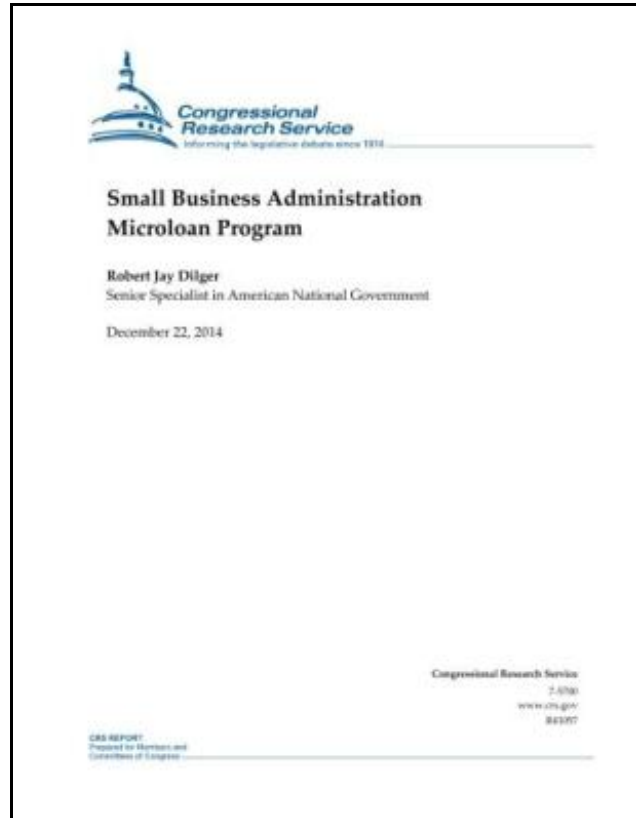 Congressional
Research Service
Informing the legislative debate since 1914
Small Business Administration
Microloan Program
Robert Jay Dilger
Senior Specialist in American National Government
December 22, 2014
Congressional Research Service
7-5700
www.crs.gov
R41057
CRS REPORT
Prepared for Members and
Committees of Congress